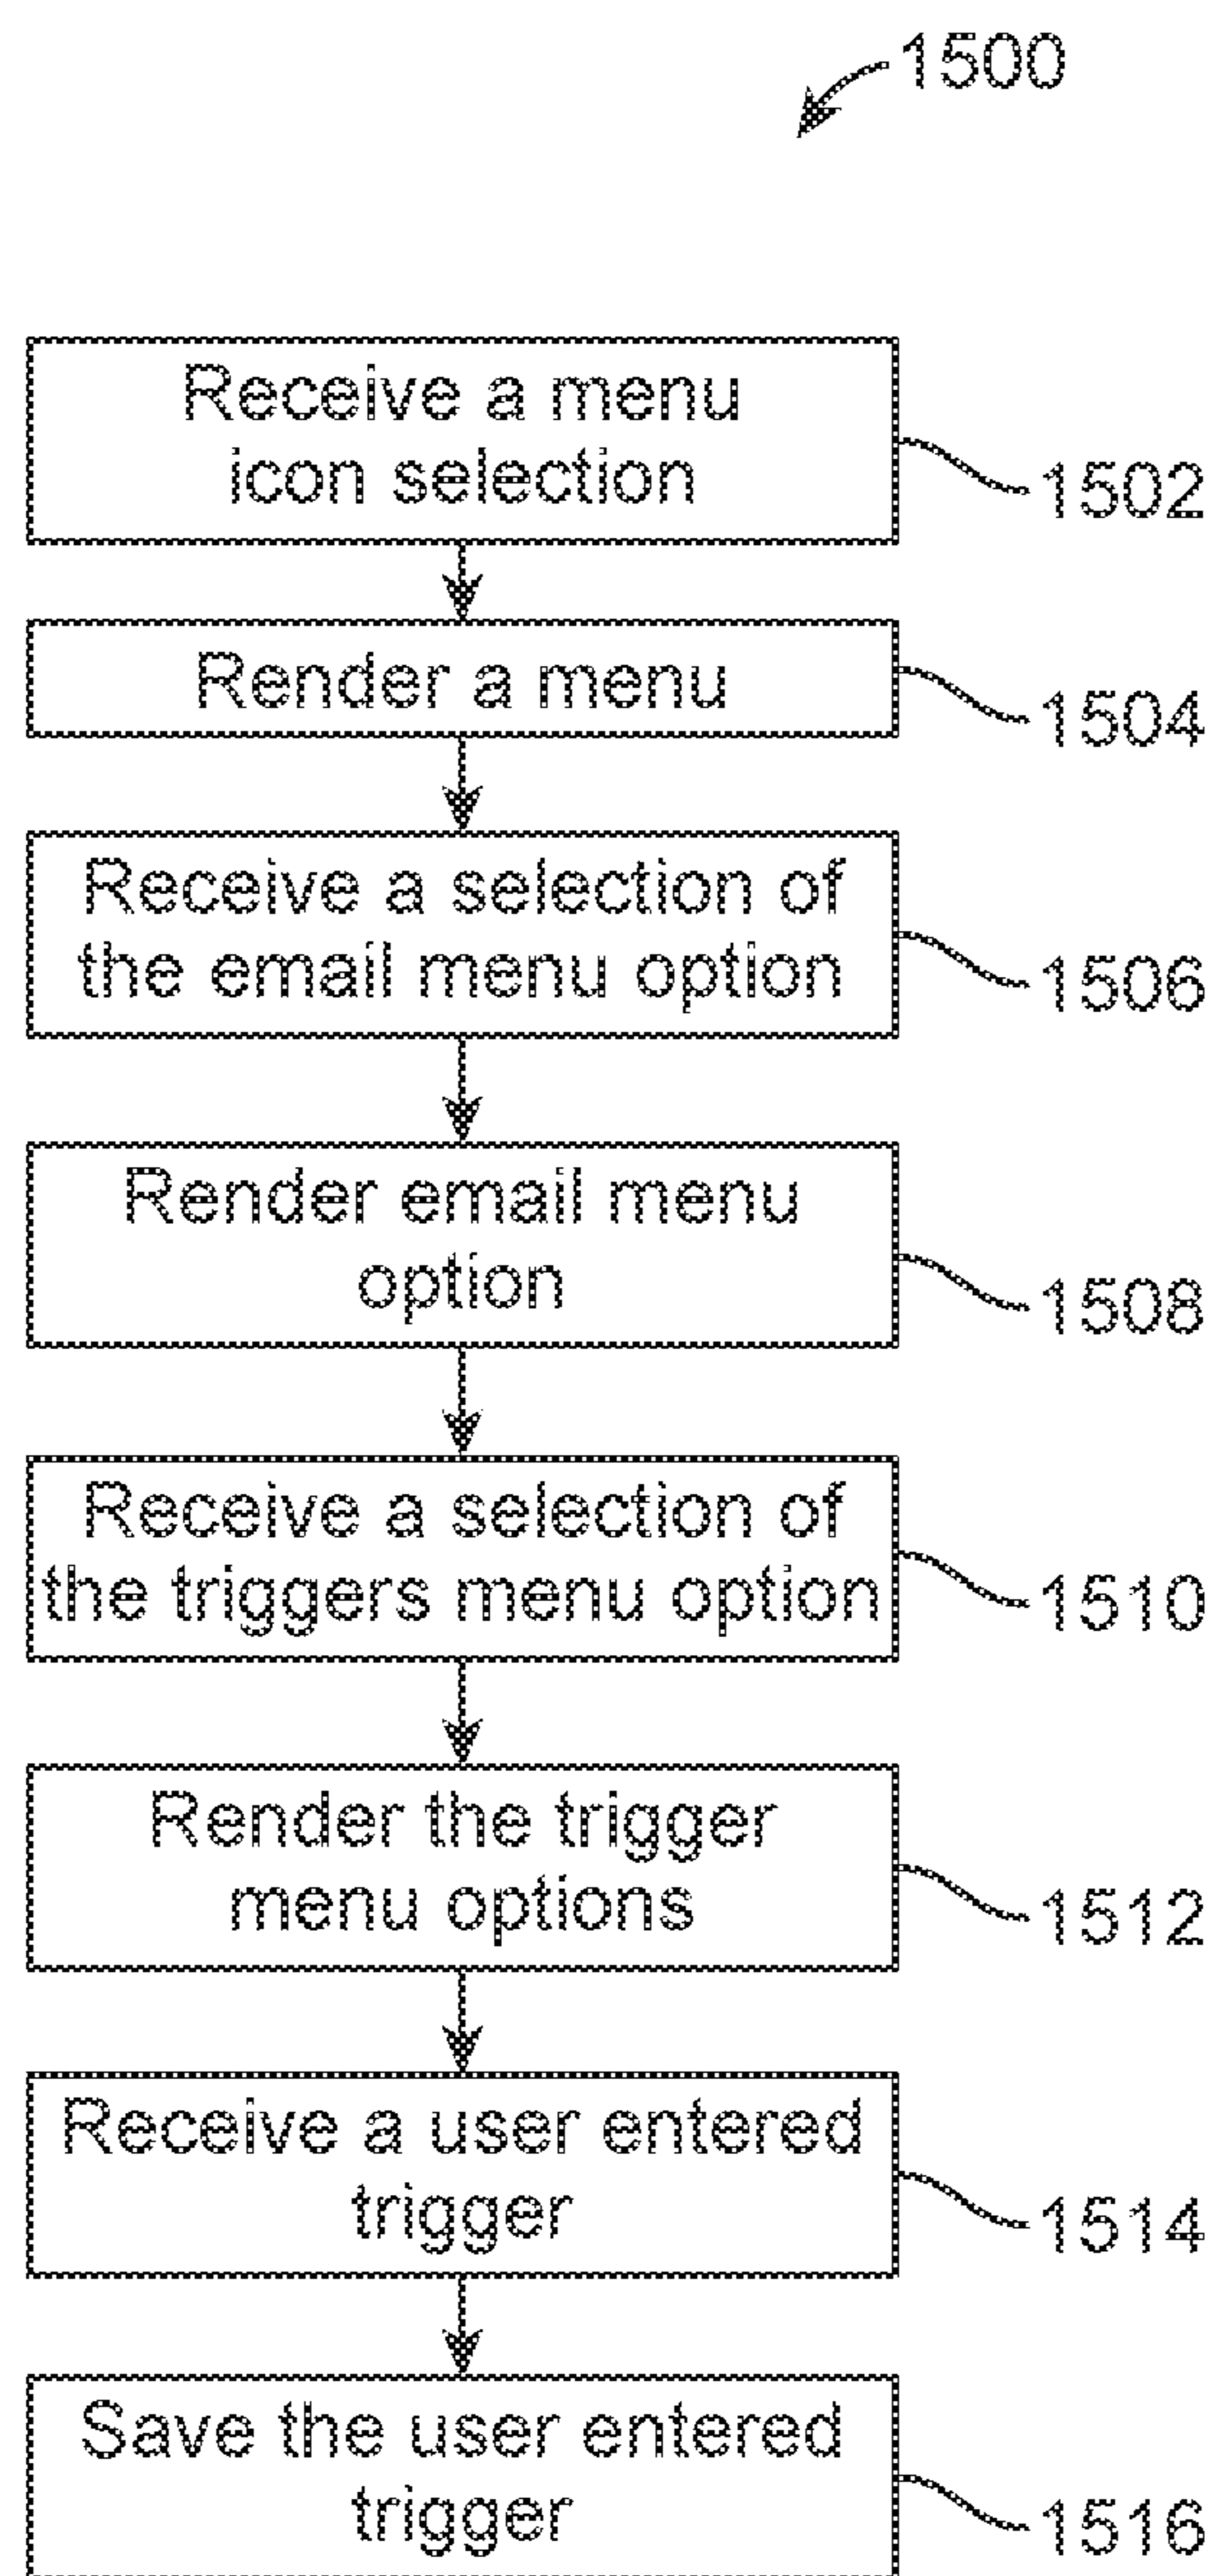 1500
Receive a menu
icon selection
1502
Render a menu
1504
Receive a selection of
the email menu option
1506
Render email menu
option
1508
Receive a selection of
the triggers menu option
1510
Render the trigger
menu options
1512
Receive a user entered
trigger
1514
Save the user entered
trigger
1516